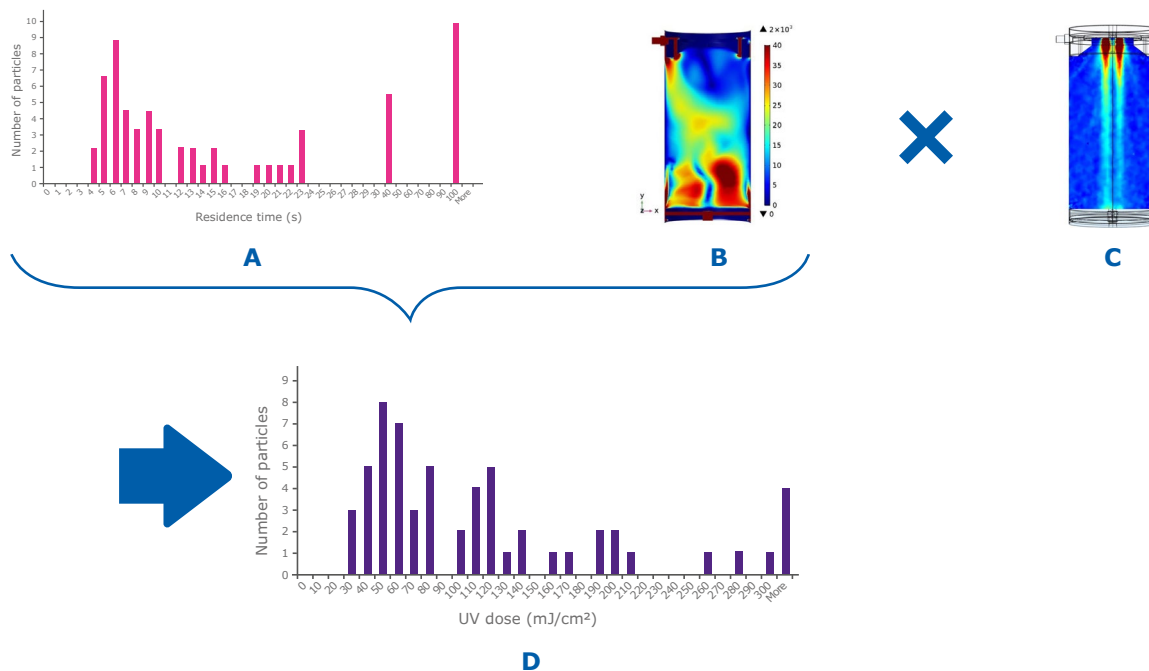 10
9
8
7
6
5
4
3
2
1
0
Number of particles
0 1 2 3 4 5 6 7 8 9 10 11 12 13 14 15 16 17 18 19 20 21 22 23 24 25 26 27 28 29 30 40 50 60 70 80 90 100 More
Residence time (s)
A
▲ 2×10³
40
35
30
25
20
15
10
5
0
▼ 0
y
z x
B
C
9
8
7
6
5
4
3
2
1
0
Number of particles
0 10 20 30 40 50 60 70 80 90 100 110 120 130 140 150 160 170 180 190 200 210 220 230 240 250 260 270 280 290 300 More
UV dose (mJ/cm²)
D